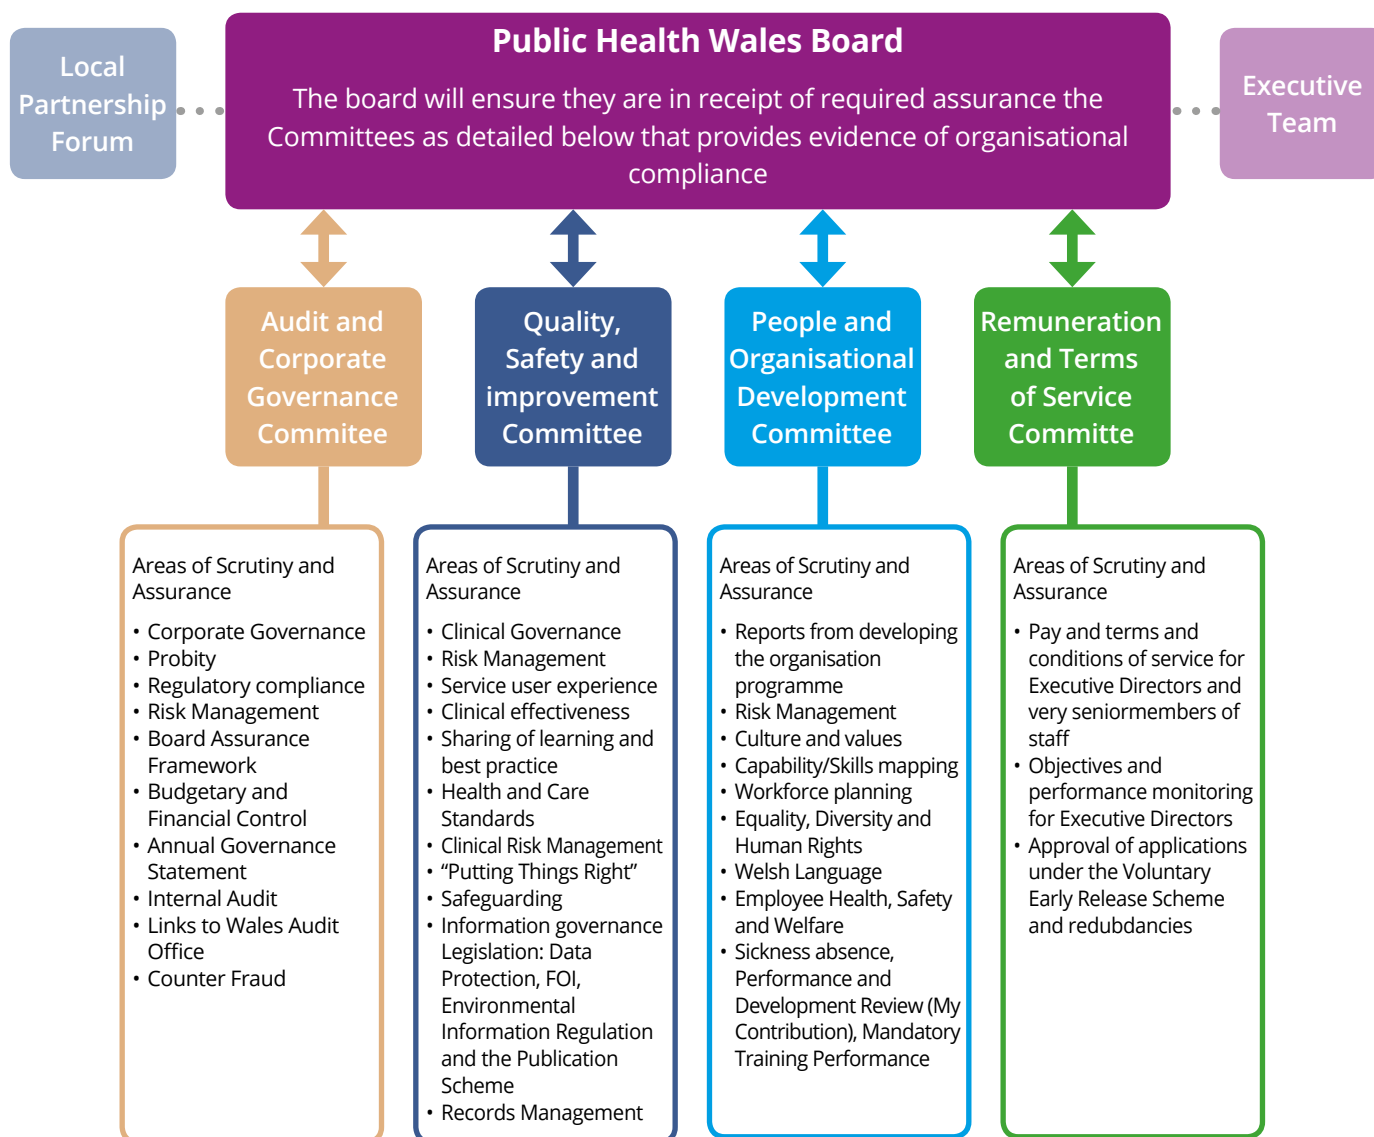 Local
Partnership
Forum
Public Health Wales Board
The board will ensure they are in receipt of required assurance the
Committees as detailed below that provides evidence of organisational
compliance
Executive
Team
Audit and
Corporate
Governance
Commitee
Quality,
Safety and
improvement
Committee
People and
Organisational
Development
Committee
Remuneration
and Terms
of Service
Committe
Areas of Scrutiny and
Assurance
• Corporate Governance
• Probity
• Regulatory compliance
• Risk Management
• Board Assurance
Framework
• Budgetary and
Financial Control
• Annual Governance
Statement
• Internal Audit
• Links to Wales Audit
Office
• Counter Fraud
Areas of Scrutiny and
Assurance
• Clinical Governance
• Risk Management
• Service user experience
• Clinical effectiveness
• Sharing of learning and
best practice
• Health and Care
Standards
• Clinical Risk Management
• “Putting Things Right”
• Safeguarding
• Information governance
Legislation: Data
Protection, FOI,
Environmental
Information Regulation
and the Publication
Scheme
• Records Management
Areas of Scrutiny and
Assurance
• Reports from developing
the organisation
programme
• Risk Management
• Culture and values
• Capability/Skills mapping
• Workforce planning
• Equality, Diversity and
Human Rights
• Welsh Language
• Employee Health, Safety
and Welfare
• Sickness absence,
Performance and
Development Review (My
Contribution), Mandatory
Training Performance
Areas of Scrutiny and
Assurance
• Pay and terms and
conditions of service for
Executive Directors and
very seniormembers of
staff
• Objectives and
performance monitoring
for Executive Directors
• Approval of applications
under the Voluntary
Early Release Scheme
and redubdancies